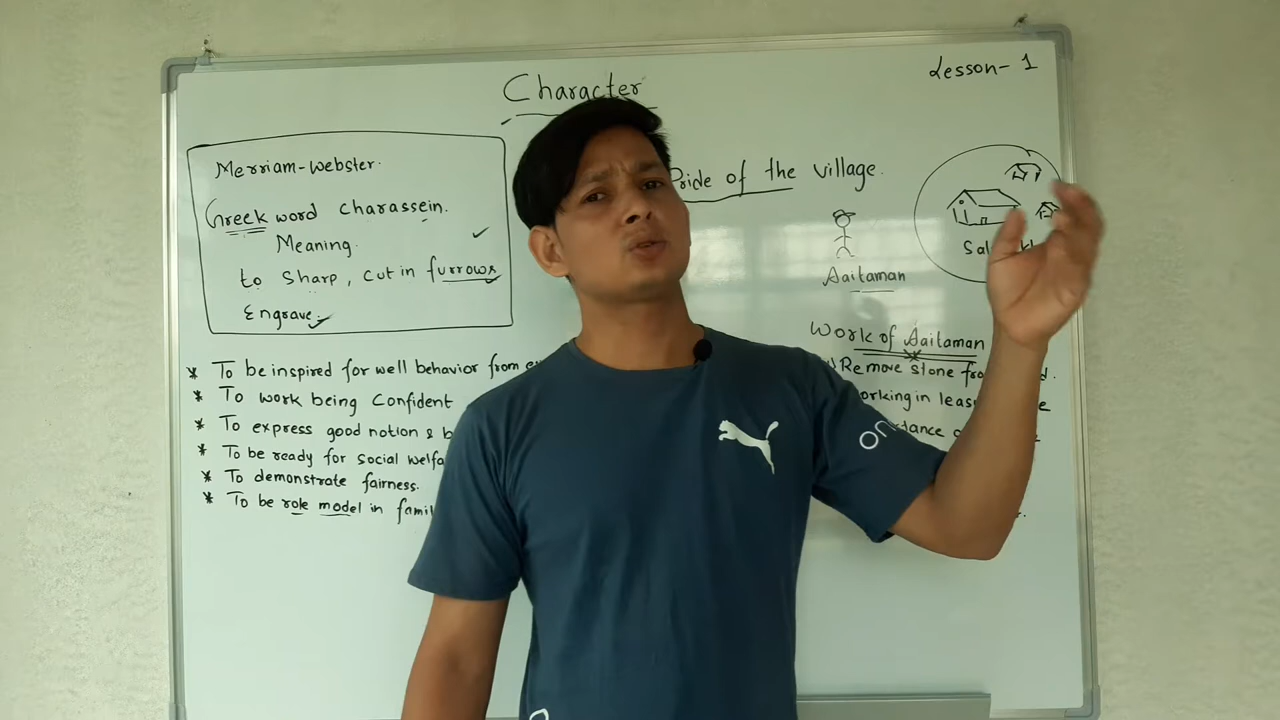 Character
Lesson- 1
Merriam-Webster.
Greek word charassein.
Meaning
to sharp, cut in furrows
Engrave.
* To be inspired for well behavior from
* To work being confident
* To express good notion &
* To be ready for social
* To demonstrate fairness.
* To be role model in
Pride of the village.
Aaitaman
Work of Aaitaman
Remove stone
in
on